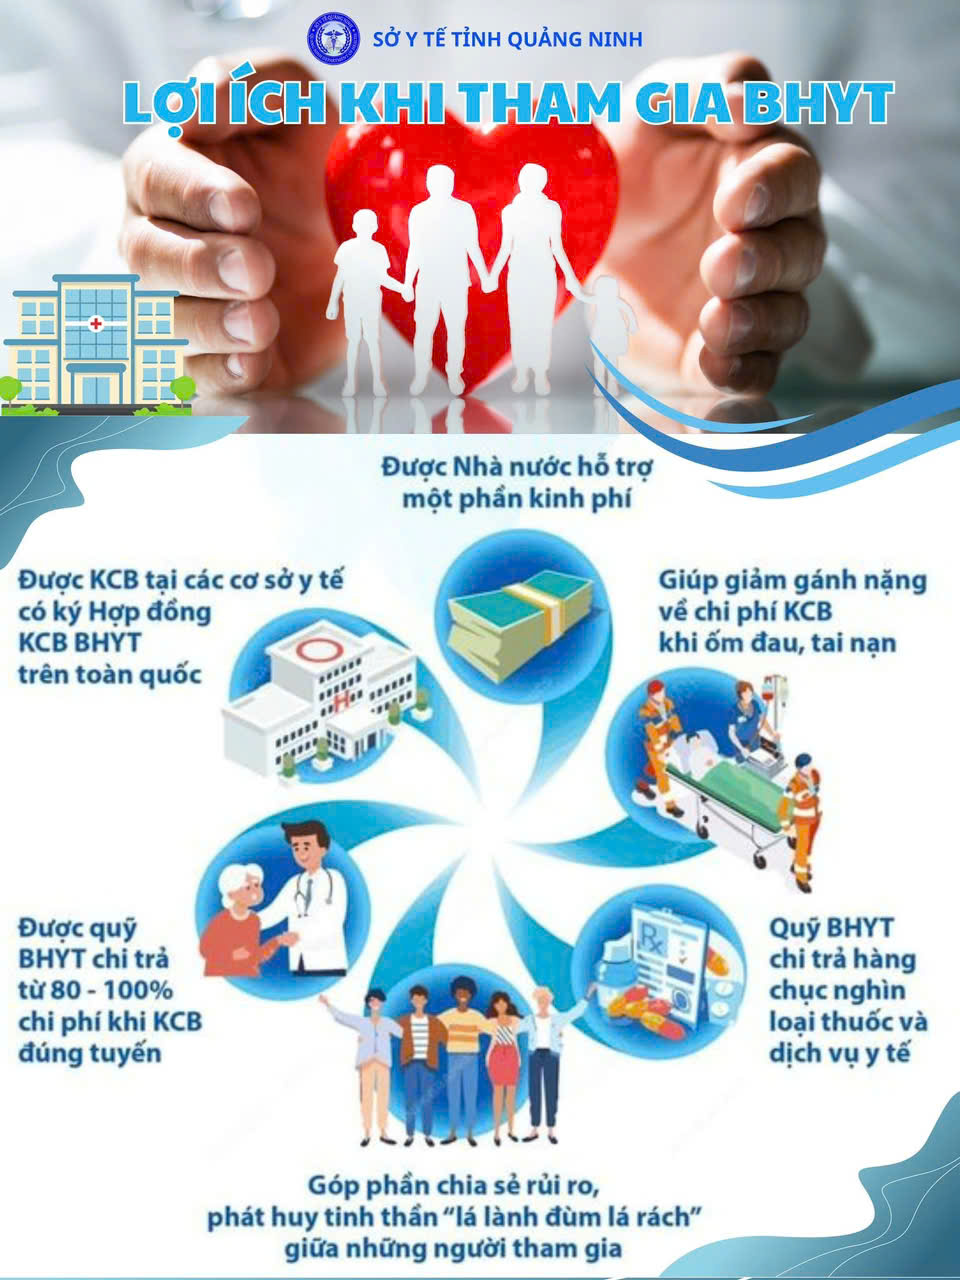 SỞ Y TẾ TỈNH QUẢNG NINH
LỢI ÍCH KHI THAM GIA BHYT
Được Nhà nước hỗ trợ
một phần kinh phí
Được KCB tại các cơ sở y tế
có ký Hợp đồng
KCB BHYT
trên toàn quốc
Giúp giảm gánh nặng
về chi phí KCB
khi ốm đau, tai nạn
H
Được quỹ
BHYT chi trả
từ 80 - 100%
chi phí khi KCB
đúng tuyến
Rx
Quỹ BHYT
chi trả hàng
chục nghìn
loại thuốc và
dịch vụ y tế
Góp phần chia sẻ rủi ro,
phát huy tinh thần “lá lành đùm lá rách”
giữa những người tham gia